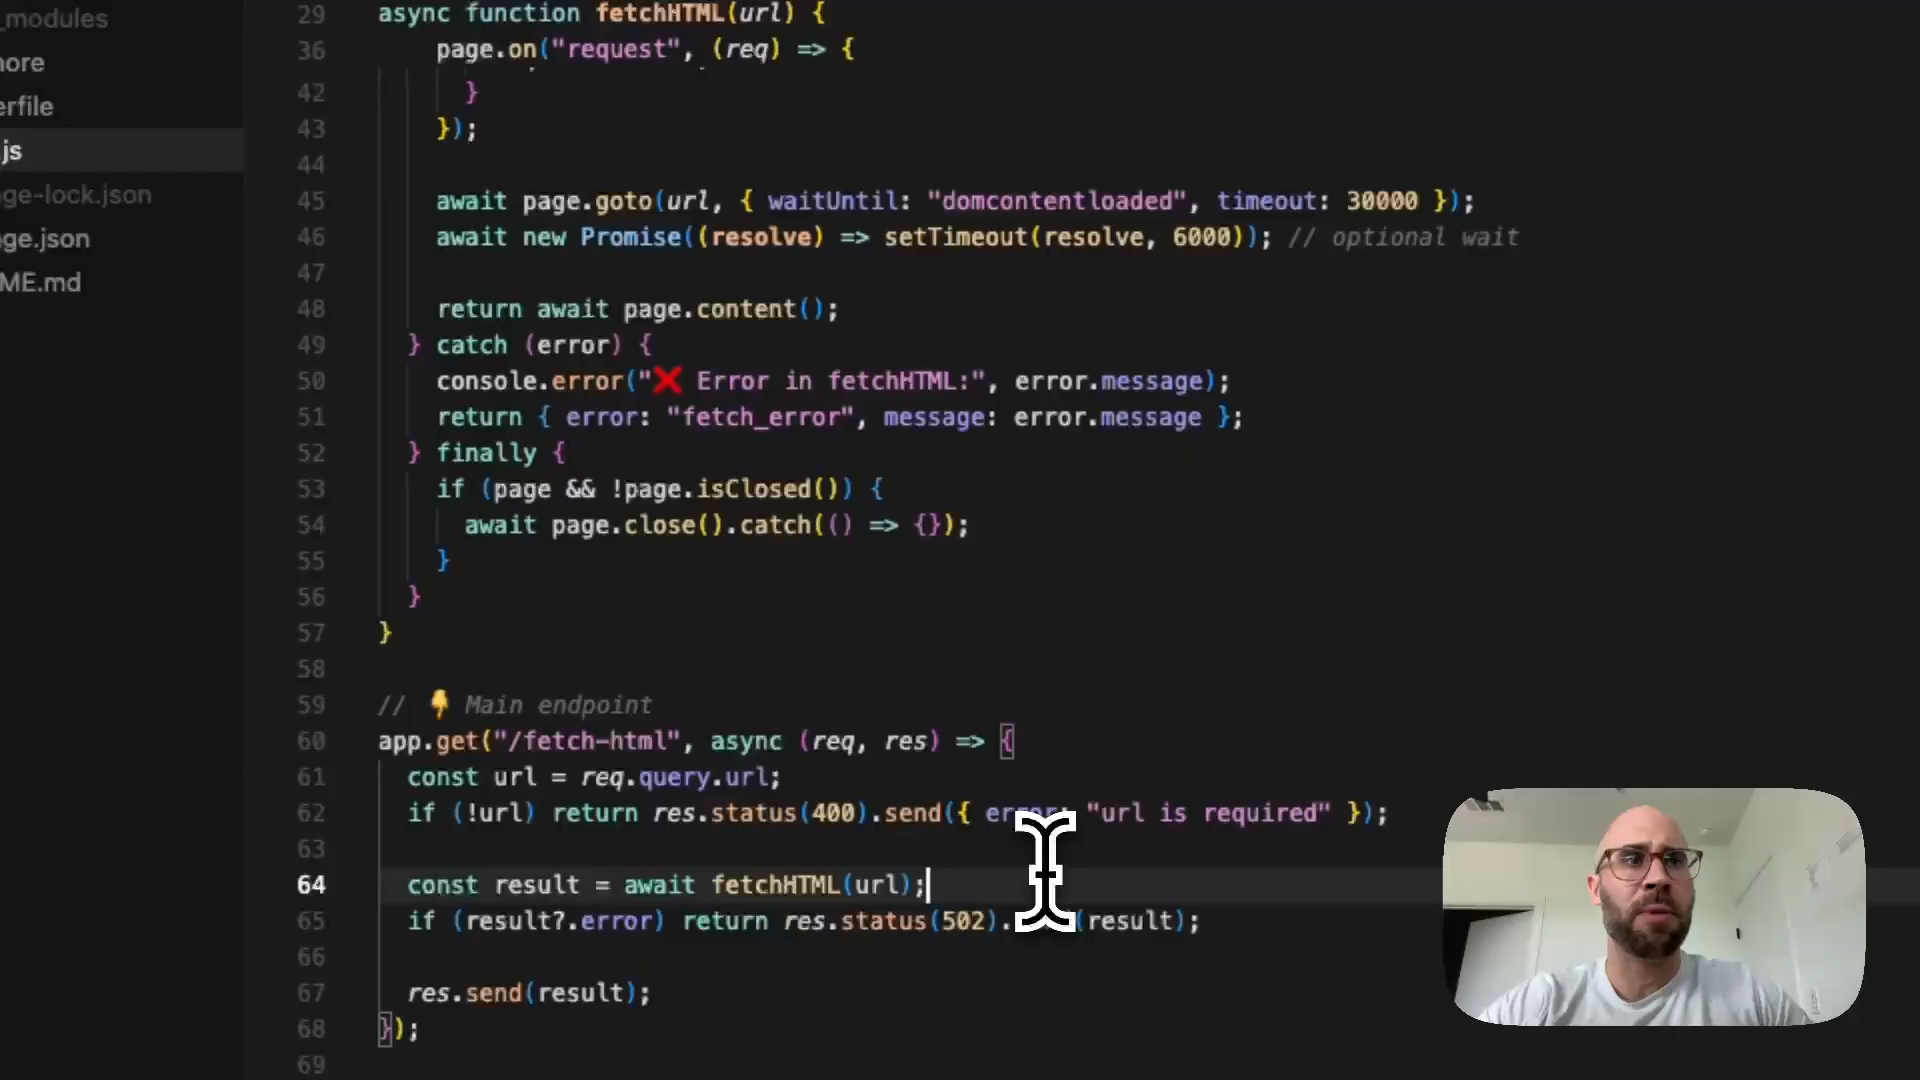 _modules
nore
erfile
js
ge-lock.json
ge.json
ME.md
29 async function fetchHTML(url) {
36 page.on("request", (req) => {
42 }
43 });
44
45 await page.goto(url, { waitUntil: "domcontentloaded", timeout: 30000 });
46 await new Promise((resolve) => setTimeout(resolve, 6000)); // optional wait
47
48 return await page.content();
49 } catch (error) {
50 console.error("❌ Error in fetchHTML:", error.message);
51 return { error: "fetch_error", message: error.message };
52 } finally {
53 if (page && !page.isClosed()) {
54 await page.close().catch(() => {});
55 }
56 }
57 }
58
59 // 👇 Main endpoint
60 app.get("/fetch-html", async (req, res) => {
61 const url = req.query.url;
62 if (!url) return res.status(400).send({ error: "url is required" });
63
64 const result = await fetchHTML(url);
65 if (result?.error) return res.status(502). (result);
66
67 res.send(result);
68 });
69